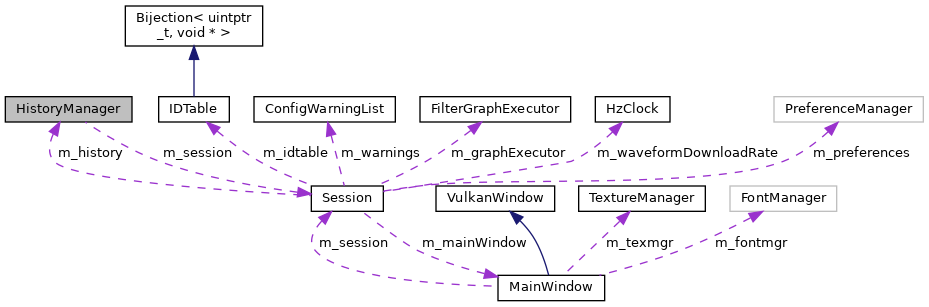 Bijection< uintptr
_t, void * >
HistoryManager
IDTable
ConfigWarningList
FilterGraphExecutor
HzClock
PreferenceManager
m_history
m_session
m_idtable
m_warnings
m_graphExecutor
m_waveformDownloadRate
m_preferences
Session
VulkanWindow
TextureManager
FontManager
m_session
m_mainWindow
m_texmgr
m_fontmgr
MainWindow